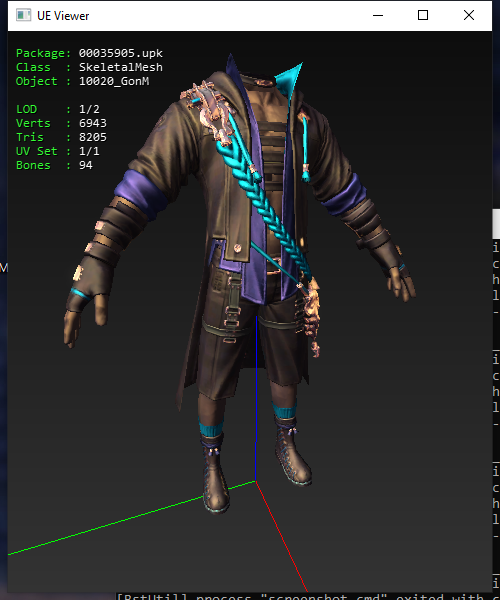 UE Viewer
Package: 00035905.upk
Class : SkeletalMesh
Object : 10020_GonM
LOD : 1/2
Verts : 6943
Tris : 8205
UV Set : 1/1
Bones : 94
M
i
c
h
l
-
i
c
h
l
-
i
c
h
l
-
i
[BstUtil] process "screenshot.cmd" exited with c